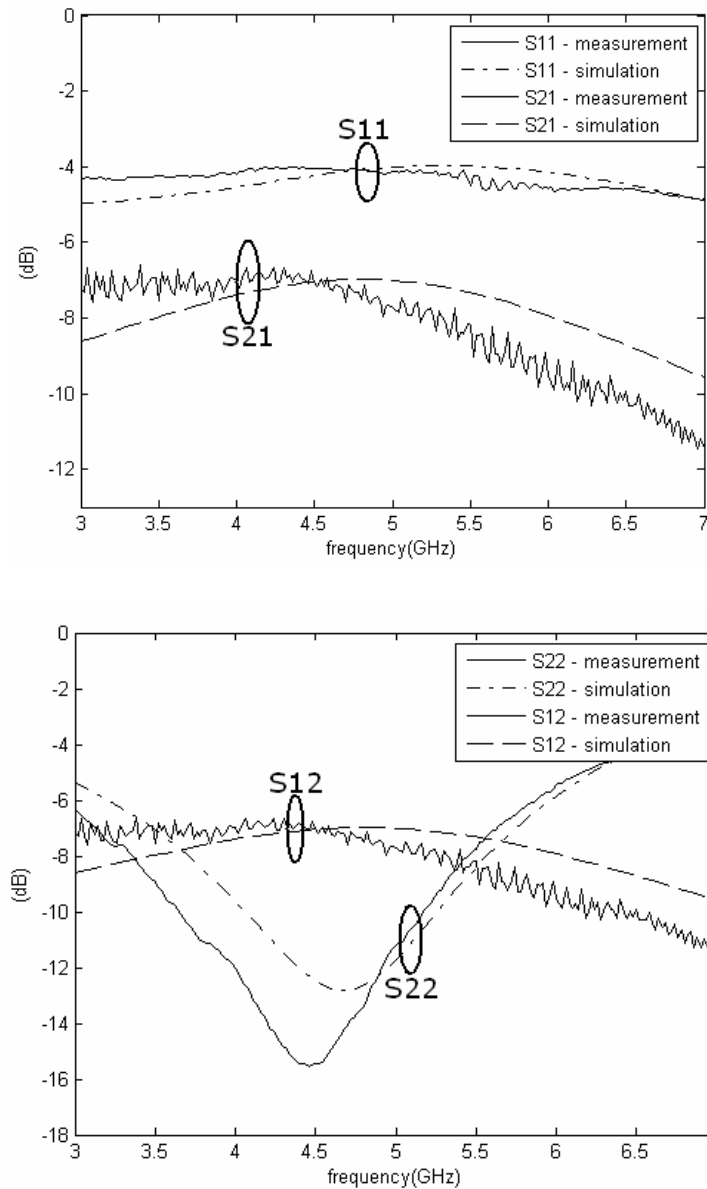 0
-2
-4
-6
-8
-10
-12
(dB)
S11 - measurement
S11 - simulation
S21 - measurement
S21 - simulation
S11
S21
3 3.5 4 4.5 5 5.5 6 6.5 7
frequency(GHz)
0
-2
-4
-6
-8
-10
-12
-14
-16
-18
(dB)
S22 - measurement
S22 - simulation
S12 - measurement
S12 - simulation
S12
S22
3 3.5 4 4.5 5 5.5 6 6.5
frequency(GHz)